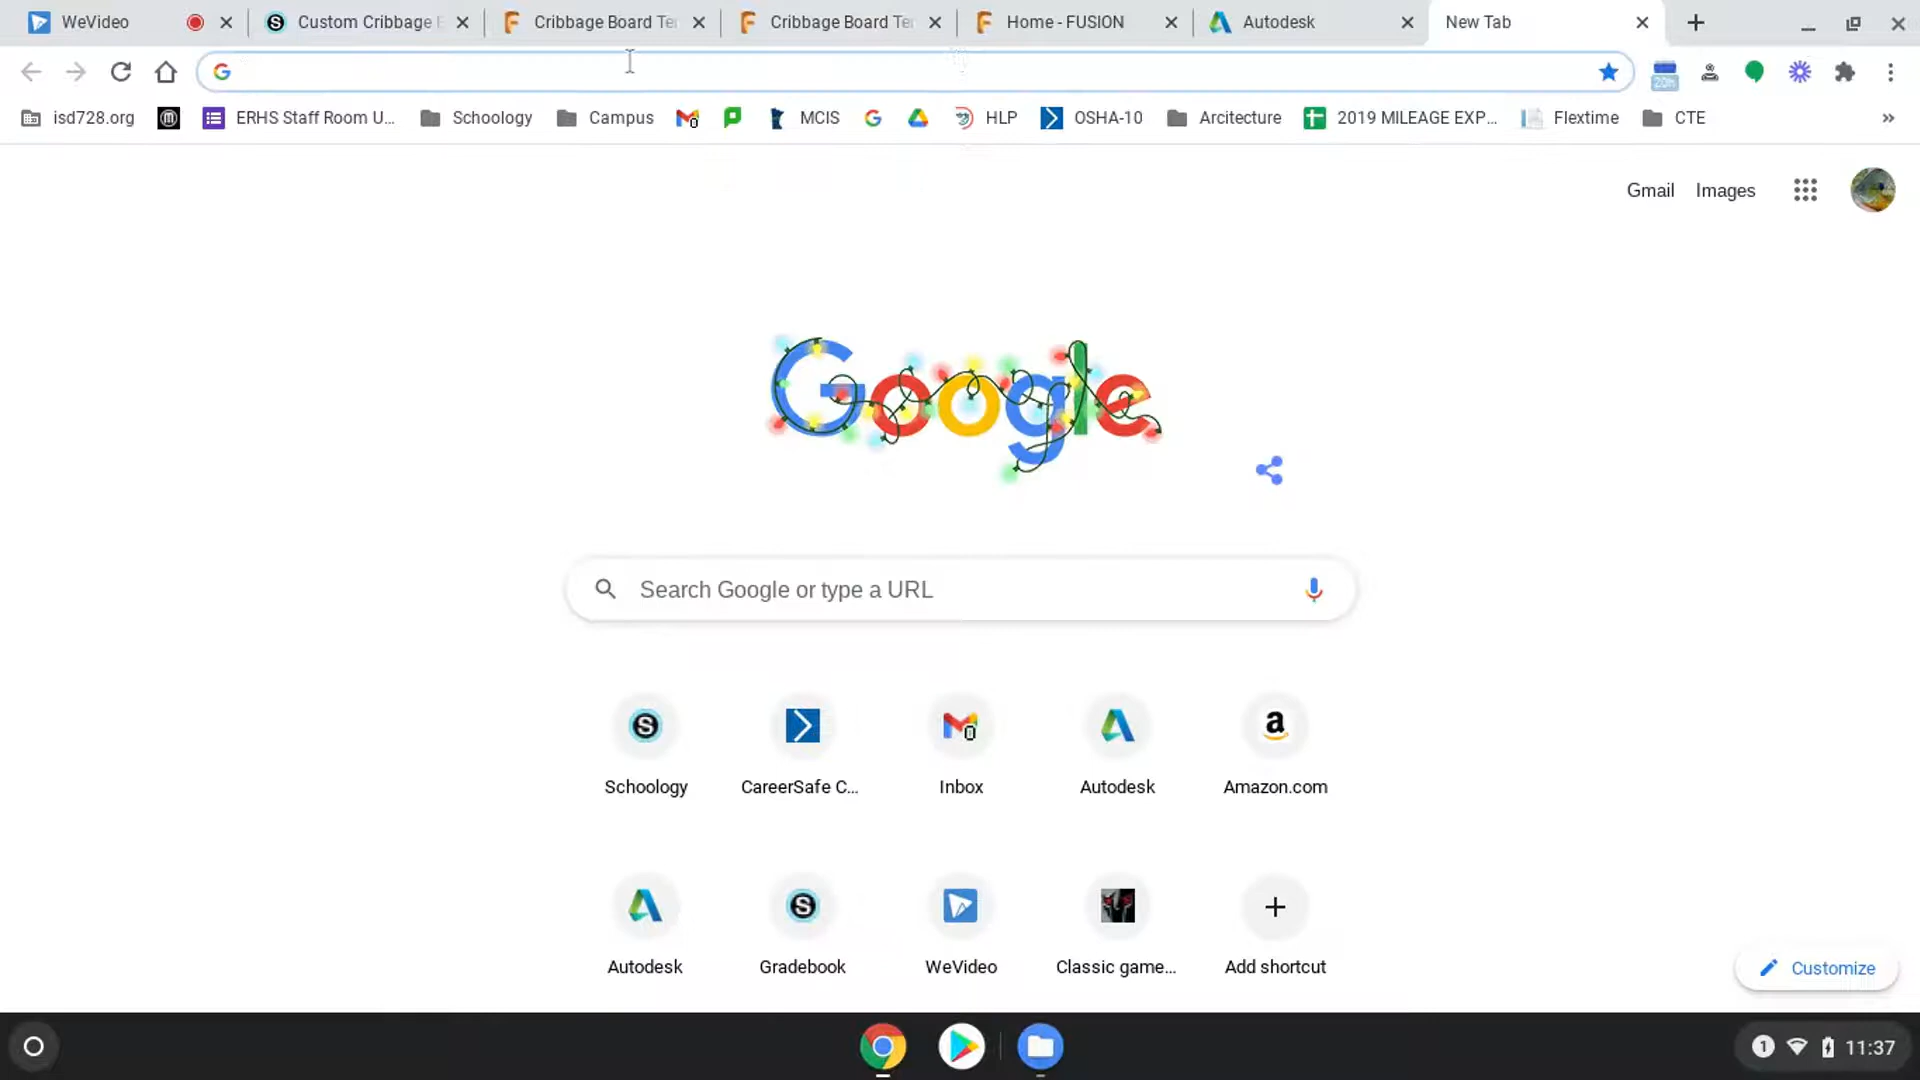 WeVideo
Custom Cribbage
Cribbage Board Te
Cribbage Board Te
Home - FUSION
Autodesk
New Tab
20h
isd728.org
ERHS Staff Room U...
Schoology
Campus
MCIS
HLP
OSHA-10
Arcitecture
2019 MILEAGE EXP...
Flextime
CTE
Gmail
Images
Google
Search Google or type a URL
Schoology
CareerSafe C...
Inbox
Autodesk
Amazon.com
Autodesk
Gradebook
WeVideo
Classic game...
Add shortcut
Customize
1
11:37